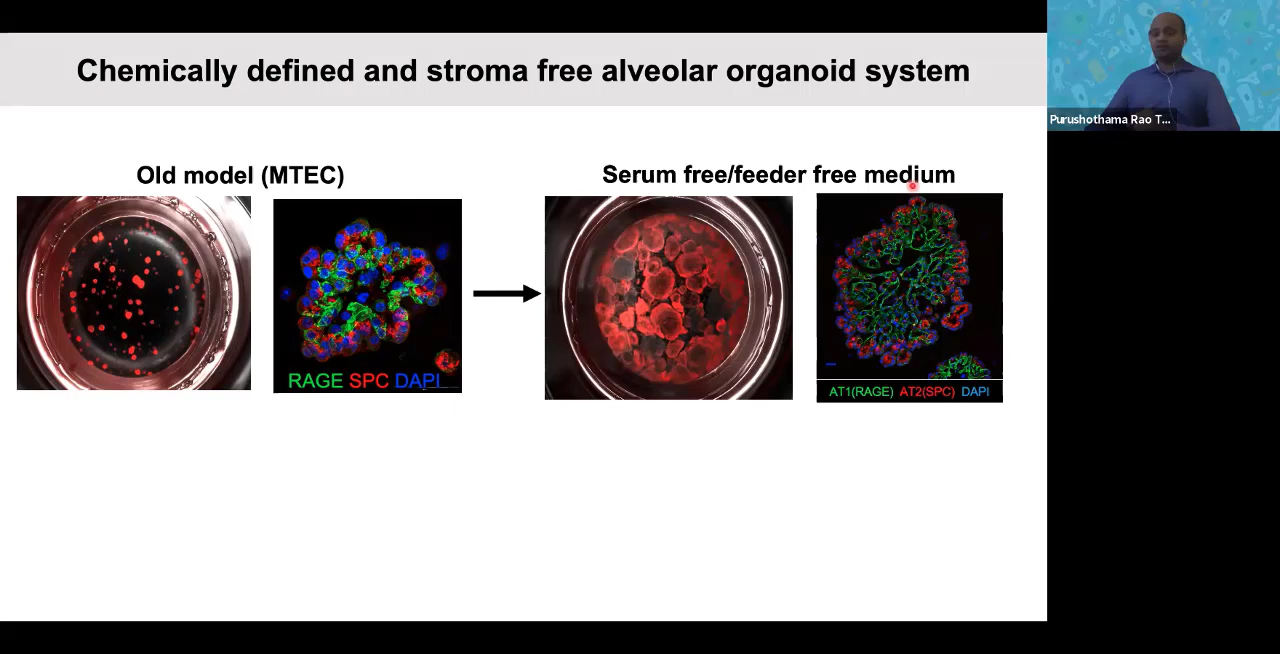 Chemically defined and stroma free alveolar organoid system
Purushothama Rao T...
Old model (MTEC)
Serum free/feeder free medium
RAGE SPC DAPI
AT1(RAGE) AT2(SPC) DAPI